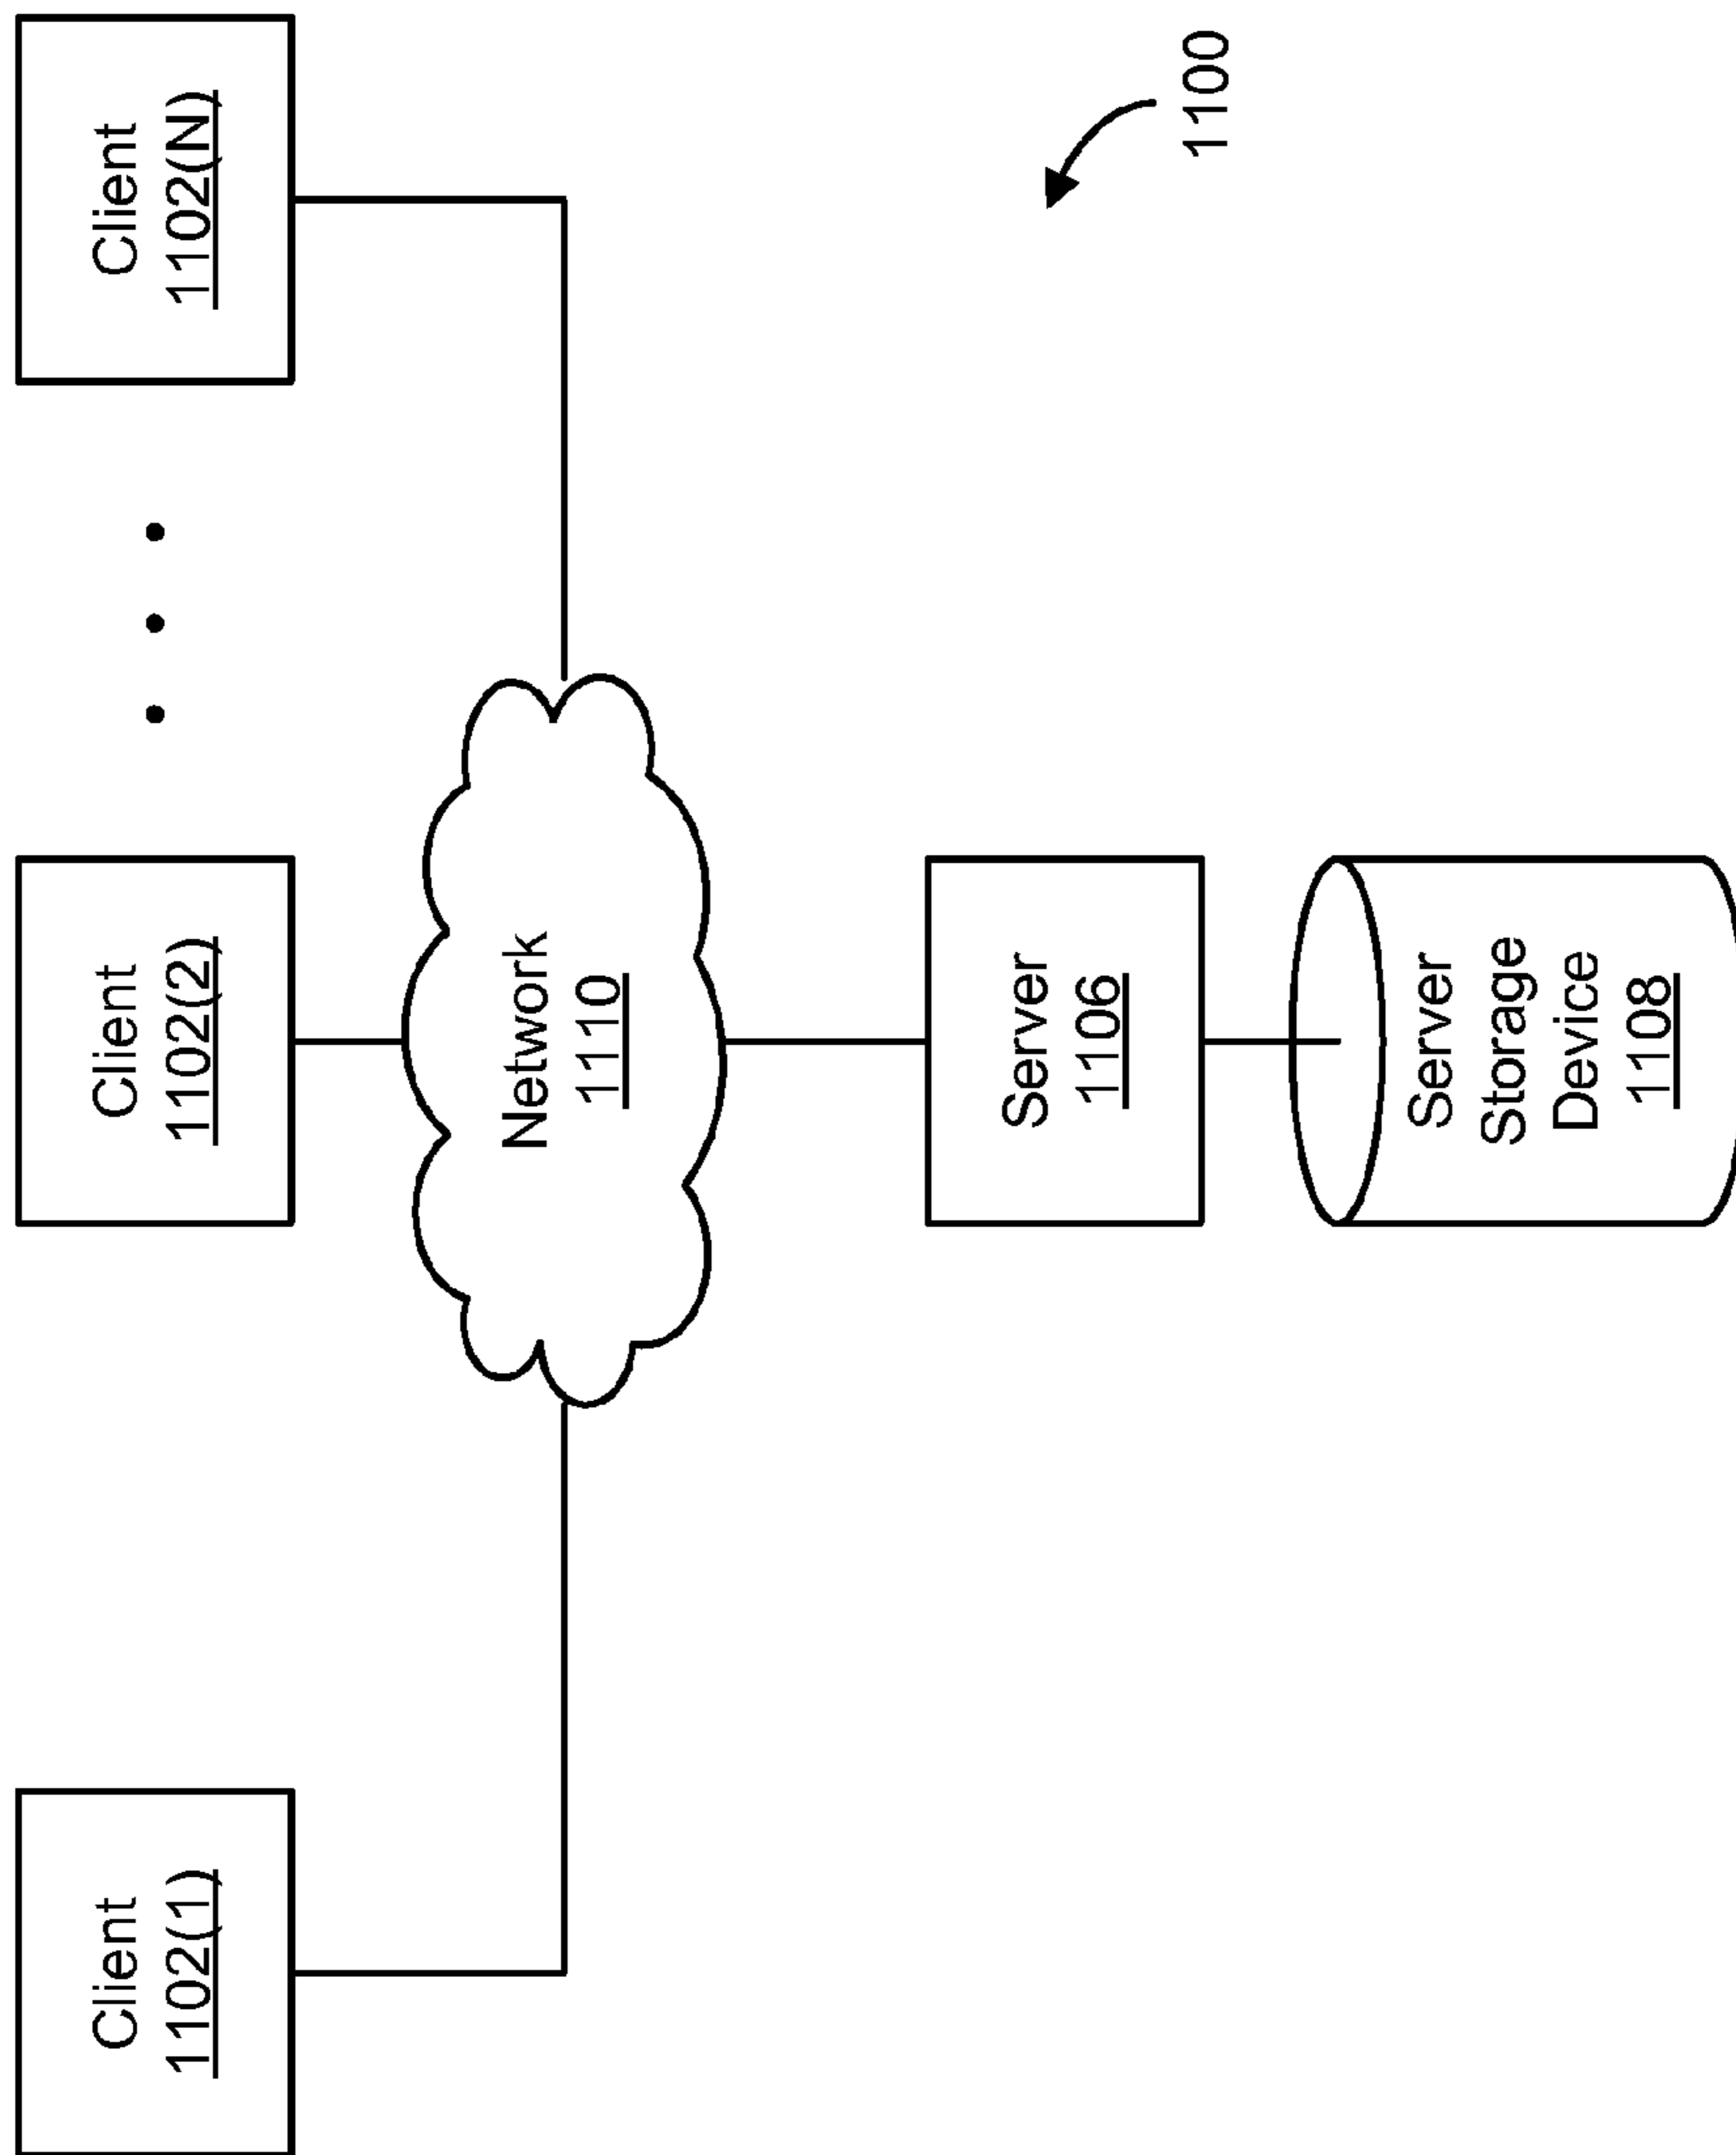 Client
1102(1)
Client
1102(2)
Client
1102(N)
Network
1110
Server
1106
1100
Server
Storage
Device
1108